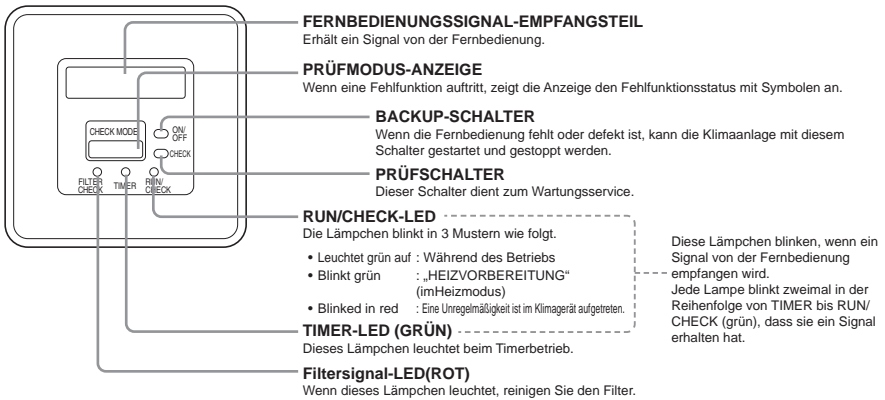 FERNBEDIENUNGSSIGNAL-EMPFANGSTEIL
Erhält ein Signal von der Fernbedienung.
PRÜFMODUS-ANZEIGE
Wenn eine Fehlfunktion auftritt, zeigt die Anzeige den Fehlfunktionsstatus mit Symbolen an.
BACKUP-SCHALTER
Wenn die Fernbedienung fehlt oder defekt ist, kann die Klimaanlage mit diesem
Schalter gestartet und gestoppt werden.
PRÜFSCHALTER
Dieser Schalter dient zum Wartungsservice.
CHECK MODE
ON/
OFF
CHECK
FILTER
CHECK
TIMER
RUN/
CHECK
RUN/CHECK-LED
Die Lämpchen blinkt in 3 Mustern wie folgt.
• Leuchtet grün auf : Während des Betriebs
• Blinkt grün : „HEIZVORBEREITUNG“
(imHeizmodus)
• Blinked in red : Eine Unregelmäßigkeit ist im Klimagerät aufgetreten.
TIMER-LED (GRÜN)
Dieses Lämpchen leuchtet beim Timerbetrieb.
Filtersignal-LED(ROT)
Wenn dieses Lämpchen leuchtet, reinigen Sie den Filter.
Diese Lämpchen blinken, wenn ein
Signal von der Fernbedienung
empfangen wird.
Jede Lampe blinkt zweimal in der
Reihenfolge von TIMER bis RUN/
CHECK (grün), dass sie ein Signal
erhalten hat.